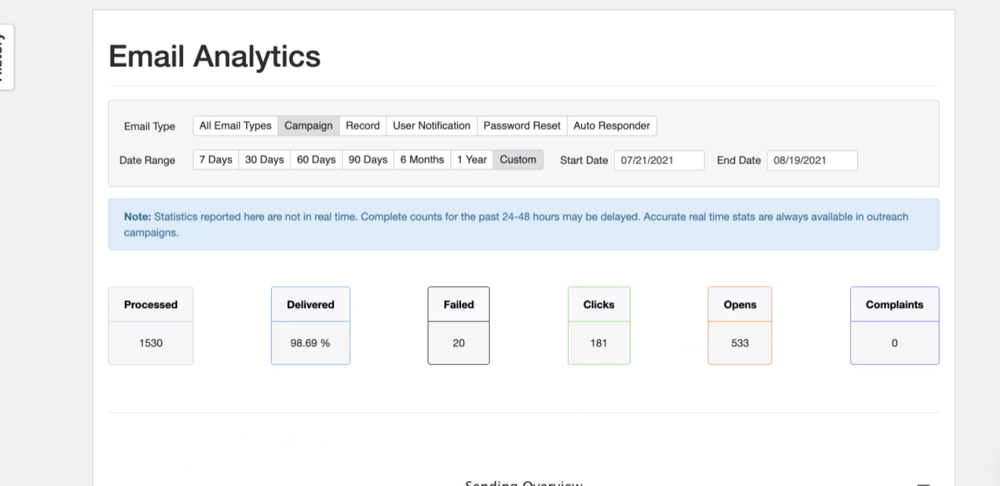 History
Email Analytics
Email Type All Email Types Campaign Record User Notification Password Reset Auto Responder
Date Range 7 Days 30 Days 60 Days 90 Days 6 Months 1 Year Custom Start Date 07/21/2021 End Date 08/19/2021
Note: Statistics reported here are not in real time. Complete counts for the past 24-48 hours may be delayed. Accurate real time stats are always available in outreach
campaigns.
Processed Delivered Failed Clicks Opens Complaints
1530 98.69 % 20 181 533 0
Sending Overview